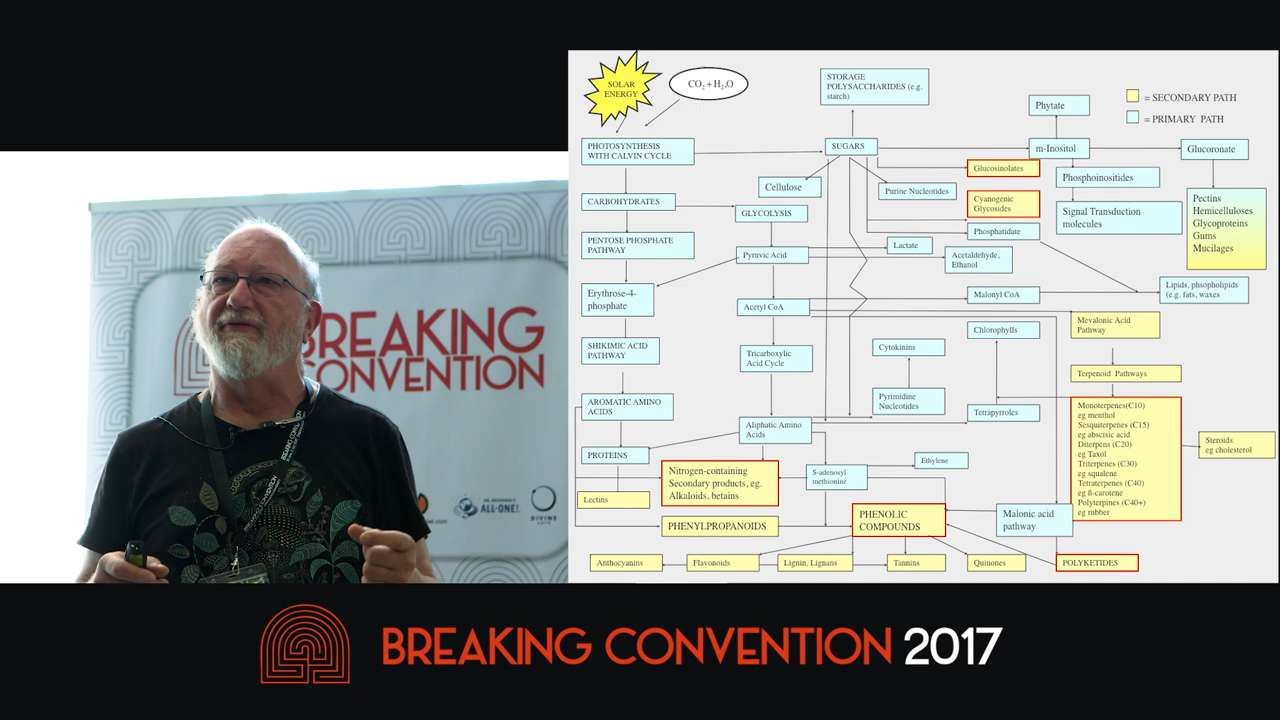 SOLAR
ENERGY
CO₂ + H₂O
STORAGE
POLYSACCHARIDES (e.g.
starch)
Phytate
= SECONDARY PATH
= PRIMARY PATH
PHOTOSYNTHESIS
WITH CALVIN CYCLE
SUGARS
m-Inositol
Glucoronate
Glucosinolates
Cellulose
Purine Nucleotides
Phosphoinositides
CARBOHYDRATES
GLYCOLYSIS
Cyanogenic
Glycosides
Signal Transduction
molecules
Pectins
Hemicelluloses
Glycoproteins
Gums
Mucilages
Phosphatidate
PENTOSE PHOSPHATE
PATHWAY
Pyruvic Acid
Lactate
Acetaldehyde,
Ethanol
Erythrose-4-
phosphate
Acetyl CoA
Malonyl CoA
Lipids, phospholipids
(e.g. fats, waxes
Mevalonic Acid
Pathway
Chlorophylls
SHIKIMIC ACID
PATHWAY
Tricarboxylic
Acid Cycle
Cytokinins
Terpenoid Pathways
AROMATIC AMINO
ACIDS
Pyrimidine
Nucleotides
Tetrapyrroles
Monoterpenes(C10)
eg menthol
Sesquiterpenes (C15)
eg abscisic acid
Diterpens (C20)
eg Taxol
Triterpenes (C30)
eg squalene
Tetraterpenes (C40)
eg ß-carotene
Polyterpines (C40+)
eg rubber
Steroids
eg cholesterol
Aliphatic Amino
Acids
PROTEINS
Nitrogen-containing
Secondary products, eg.
Alkaloids, betains
S-adenosyl
methionine
Ethylene
Lectins
PHENYLPROPANOIDS
PHENOLIC
COMPOUNDS
Malonic acid
pathway
Anthocyanins
Flavonoids
Lignin, Lignans
Tannins
Quinones
POLYKETIDES
BREAKING
CONVENTION
BREAKING CONV
ALL-ONE!
DIVINE
BREAKING CONVENTION 2017